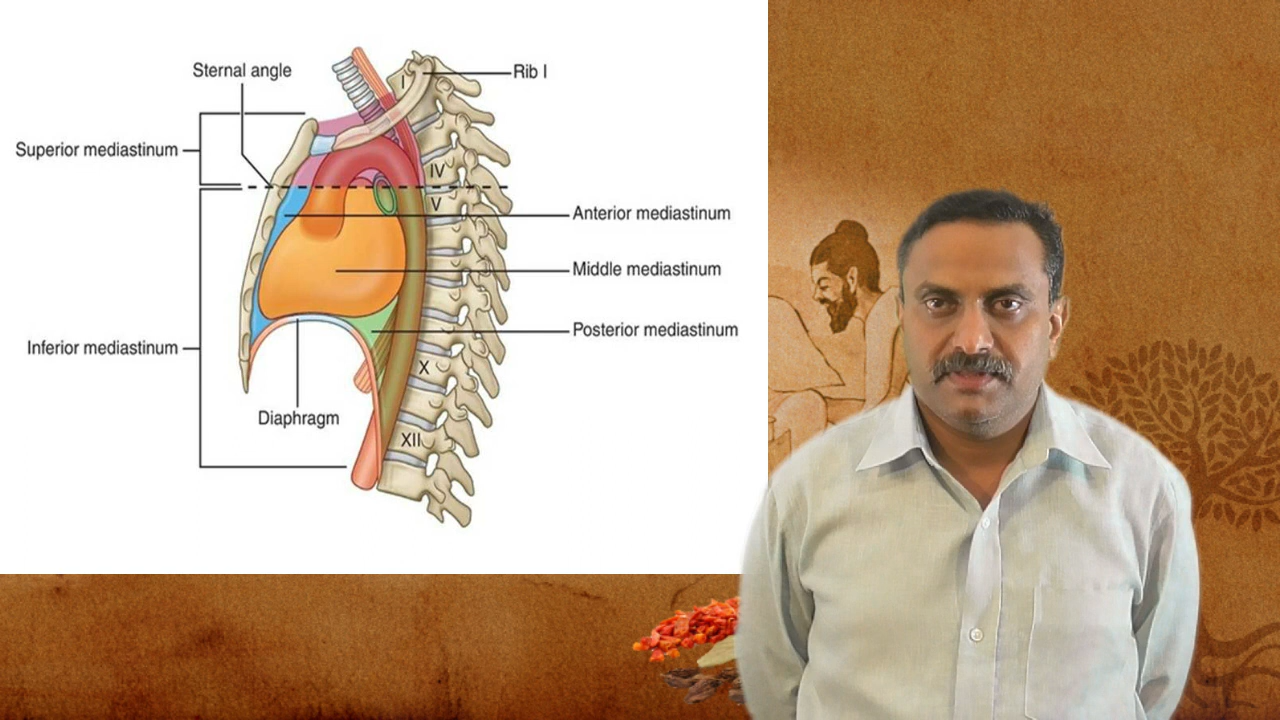 Sternal angle
Rib I
I
Superior mediastinum
IV
V
Anterior mediastinum
Middle mediastinum
Posterior mediastinum
Inferior mediastinum
X
Diaphragm
XII